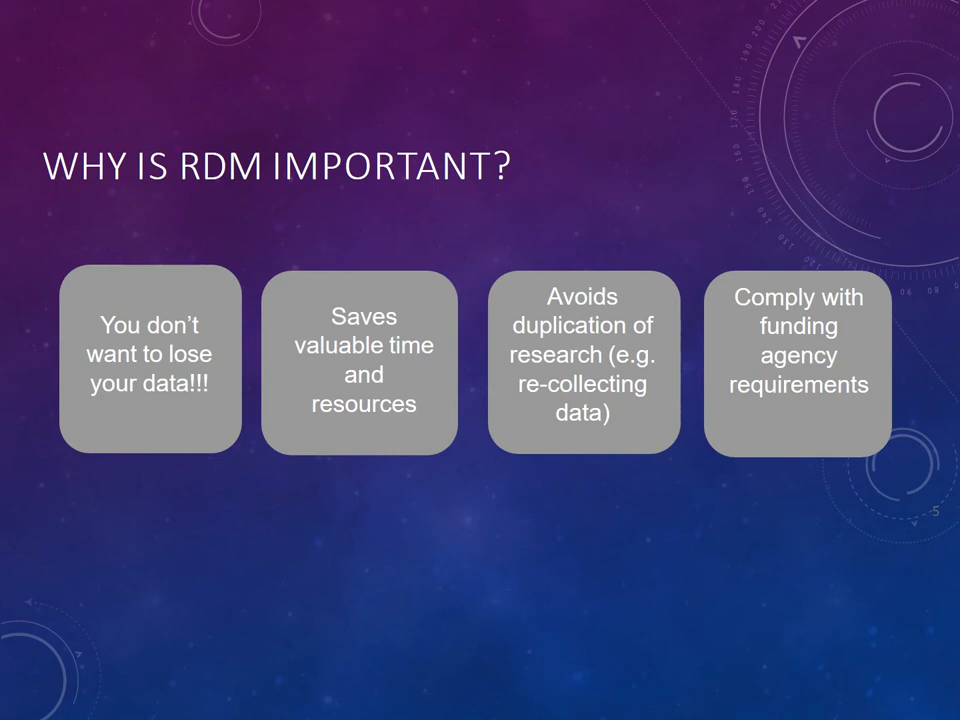 WHY IS RDM IMPORTANT?
You don’t
want to lose
your data!!!
Saves
valuable time
and
resources
Avoids
duplication of
research (e.g.
re-collecting
data)
Comply with
funding
agency
requirements
5